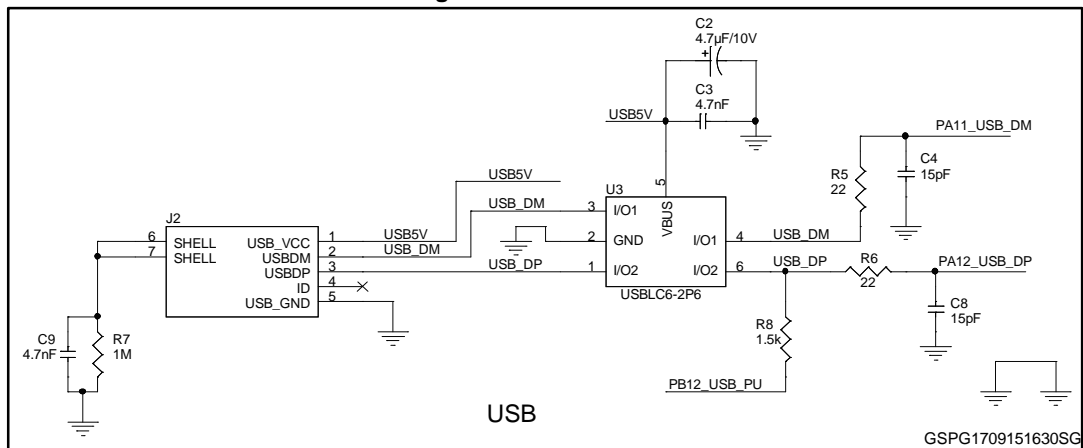 C2
4.7µF/10V
+
C3
4.7nF
USB5V
PA11_USB_DM
C4
15pF
R5
22
USB5V
5
U3
VBUS
USB_DM
3
I/O1
J2
2
GND
I/O1
4
USB_DM
6
SHELL
USB_VCC
1
USB5V
7
SHELL
USBDM
2
USB_DM
USBDP
3
USB_DP
1
I/O2
I/O2
6
USB_DP
R6
22
PA12_USB_DP
ID
4
USB_GND
5
USBLC6-2P6
C8
15pF
R8
1.5k
C9
4.7nF
R7
1M
PB12_USB_PU
USB
GSPG1709151630SG